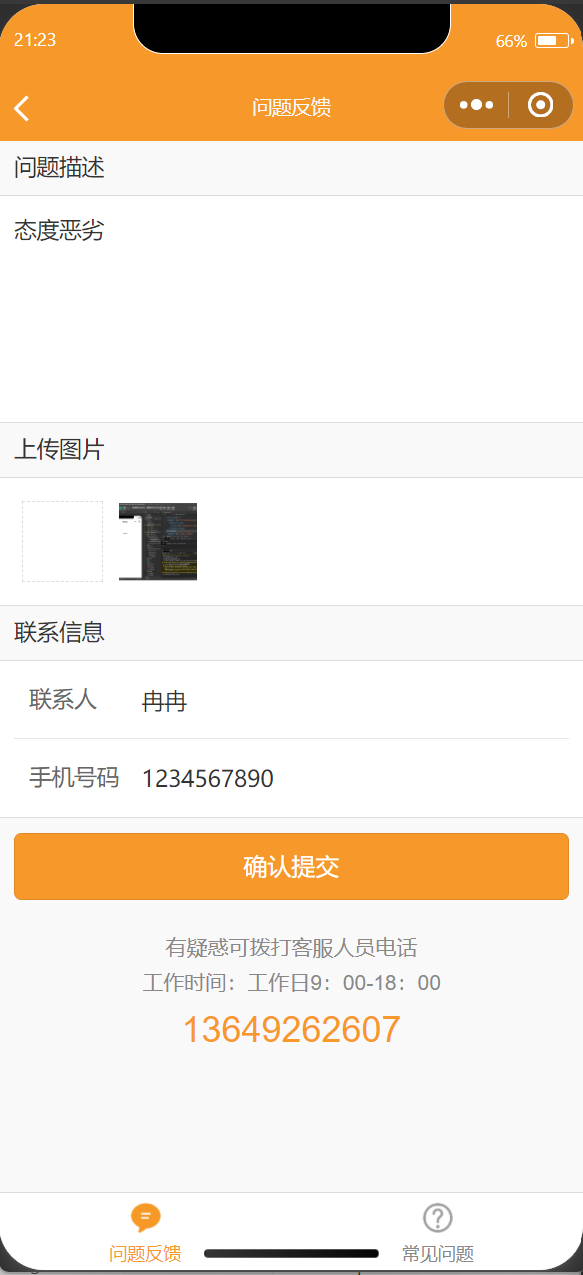 21:23
66%
问题反馈
问题描述
态度恶劣
上传图片
联系信息
联系人 冉冉
手机号码 1234567890
确认提交
有疑惑可拨打客服人员电话
工作时间：工作日9：00-18：00
13649262607
问题反馈 常见问题